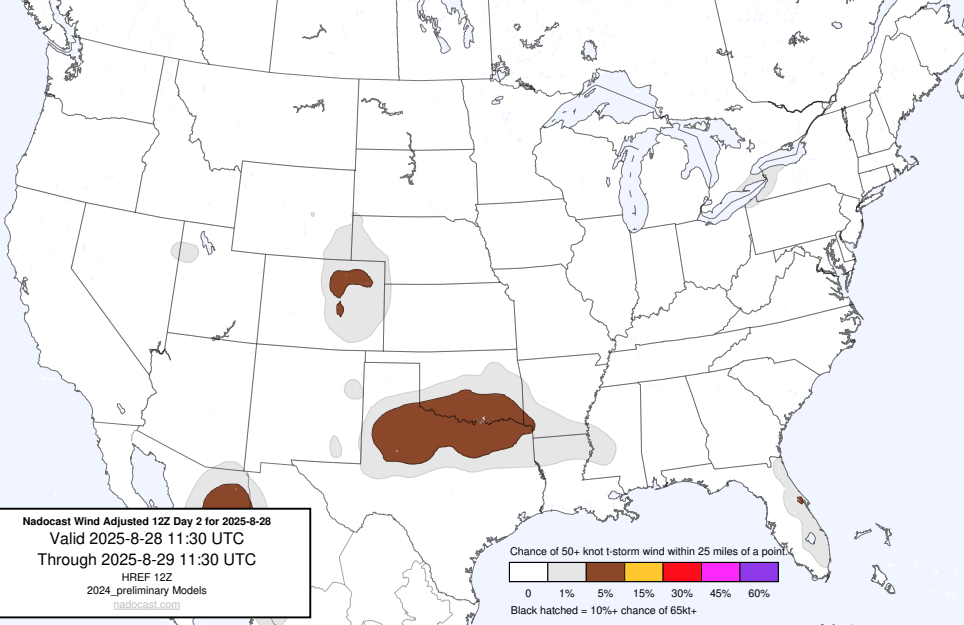 Nadocast Wind Adjusted 12Z Day 2 for 2025-8-28
Valid 2025-8-28 11:30 UTC
Through 2025-8-29 11:30 UTC
HREF 12Z
2024_preliminary Models
nadocast.com
Chance of 50+ knot t-storm wind within 25 miles of a point.
0 1% 5% 15% 30% 45% 60%
Black hatched = 10%+ chance of 65kt+